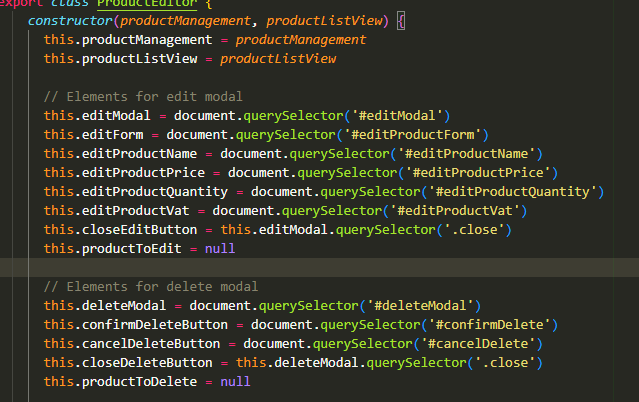 export class ProductEditor {
constructor(productManagement, productListView) {
this.productManagement = productManagement
this.productListView = productListView
// Elements for edit modal
this.editModal = document.querySelector('#editModal')
this.editForm = document.querySelector('#editProductForm')
this.editProductName = document.querySelector('#editProductName')
this.editProductPrice = document.querySelector('#editProductPrice')
this.editProductQuantity = document.querySelector('#editProductQuantity')
this.editProductVat = document.querySelector('#editProductVat')
this.closeEditButton = this.editModal.querySelector('.close')
this.productToEdit = null
// Elements for delete modal
this.deleteModal = document.querySelector('#deleteModal')
this.confirmDeleteButton = document.querySelector('#confirmDelete')
this.cancelDeleteButton = document.querySelector('#cancelDelete')
this.closeDeleteButton = this.deleteModal.querySelector('.close')
this.productToDelete = null